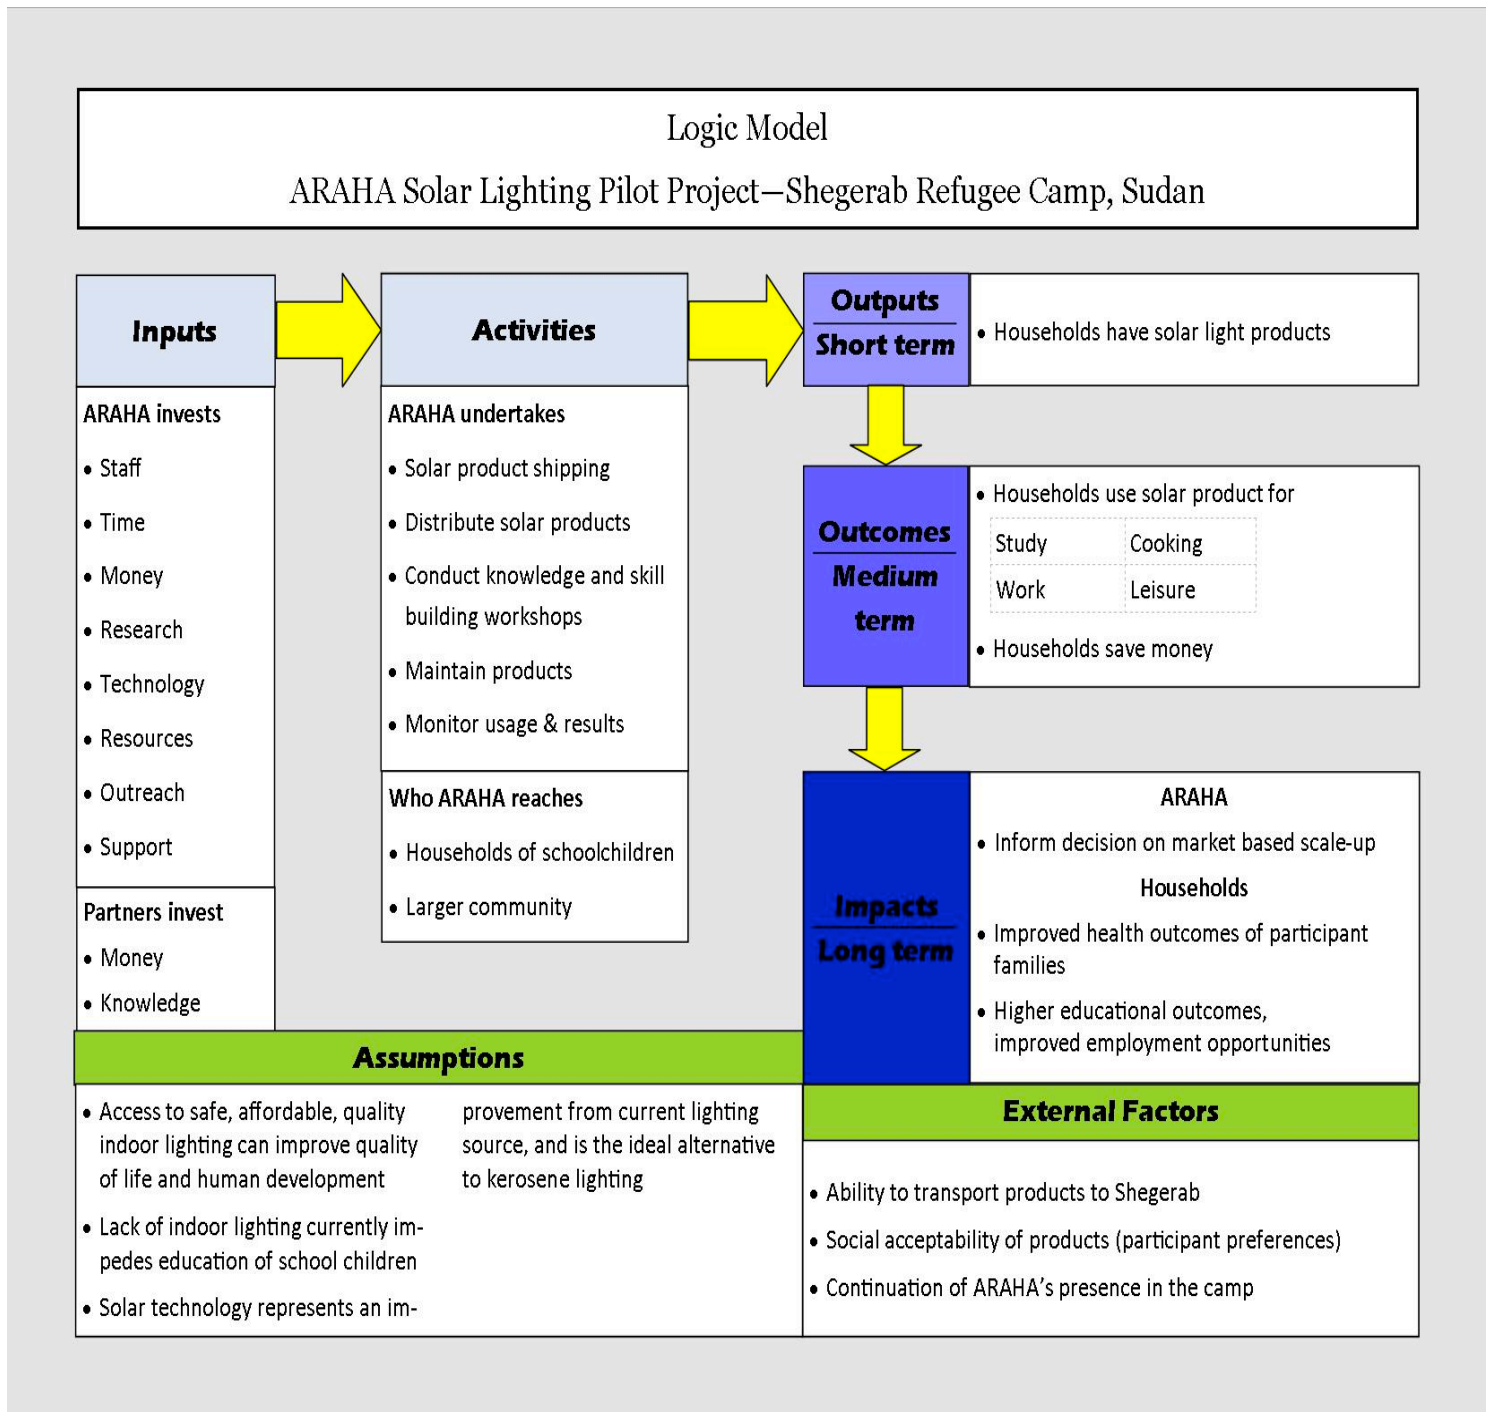 Logic Model
ARAHA Solar Lighting Pilot Project—Shegerab Refugee Camp, Sudan
Inputs
ARAHA invests
• Staff
• Time
• Money
• Research
• Technology
• Resources
• Outreach
• Support
Partners invest
• Money
• Knowledge
Activities
ARAHA undertakes
• Solar product shipping
• Distribute solar products
• Conduct knowledge and skill
building workshops
• Maintain products
• Monitor usage & results
Who ARAHA reaches
• Households of schoolchildren
• Larger community
Outputs
Short term
• Households have solar light products
Outcomes
Medium
term
• Households use solar product for
Study Cooking
Work Leisure
• Households save money
Impacts
Long term
ARAHA
• Inform decision on market based scale-up
Households
• Improved health outcomes of participant
families
• Higher educational outcomes,
improved employment opportunities
Assumptions
• Access to safe, affordable, quality
indoor lighting can improve quality
of life and human development
• Lack of indoor lighting currently im-
pedes education of school children
• Solar technology represents an im-
provement from current lighting
source, and is the ideal alternative
to kerosene lighting
External Factors
• Ability to transport products to Shegerab
• Social acceptability of products (participant preferences)
• Continuation of ARAHA's presence in the camp